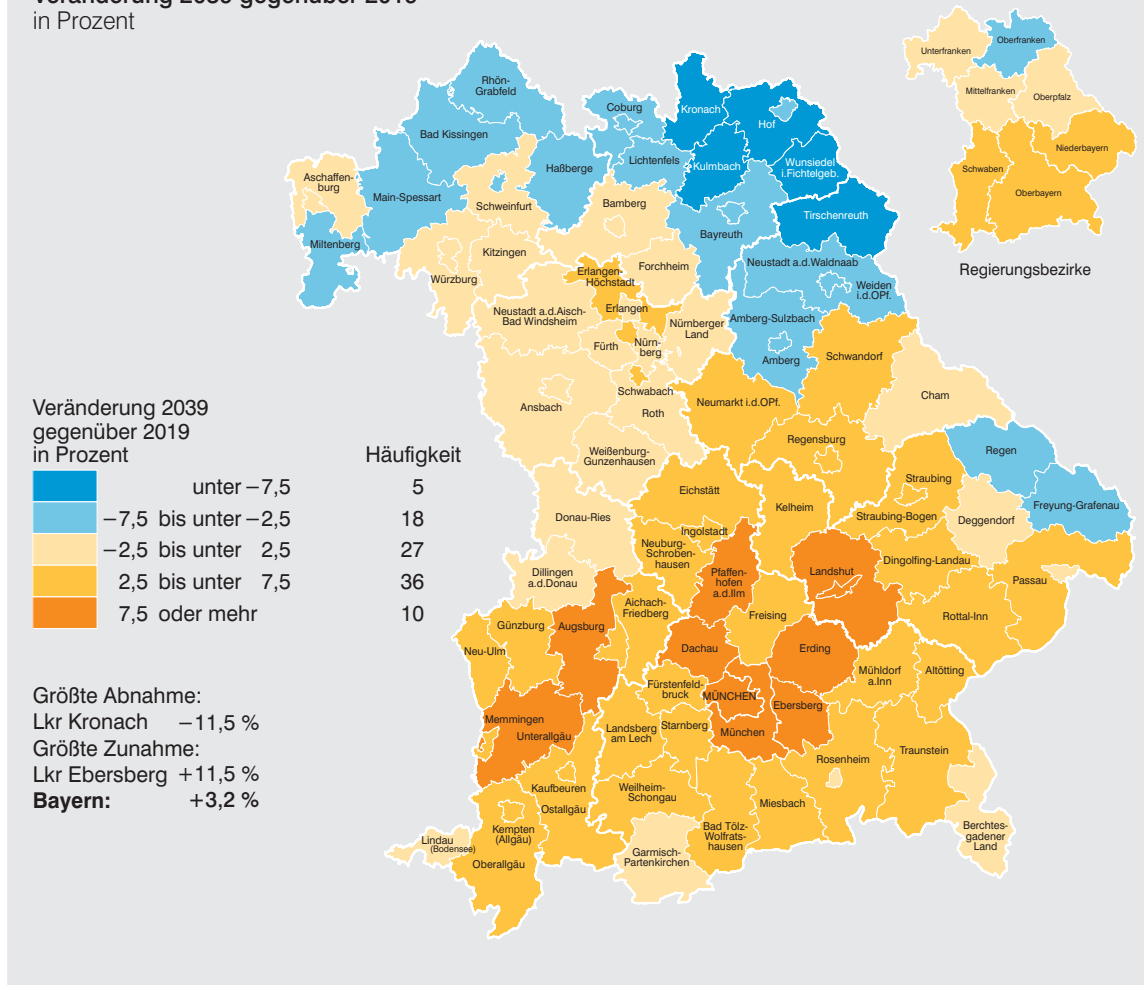 in Prozent
Unterfranken
Oberfranken
Mittelfranken
Oberpfalz
Niederbayern
Schwaben
Oberbayern
Regierungsbezirke
Rhön-
Grabfeld
Bad Kissingen
Coburg
Kronach
Hof
Lichtenfels
Kulmbach
Wunsiedel
i.Fichtelgeb.
Haßberge
Aschaffen-
burg
Main-Spessart
Schweinfurt
Bamberg
Tirschenreuth
Bayreuth
Miltenberg
Würzburg
Kitzingen
Forchheim
Neustadt a.d.Waldnaab
Weiden
i.d.OPf.
Erlangen-
Höchstadt
Erlangen
Neustadt a.d.Aisch-
Bad Windsheim
Fürth
Nürn-
berg
Nürnberger
Land
Amberg-Sulzbach
Amberg
Schwandorf
Cham
Ansbach
Schwabach
Roth
Neumarkt i.d.OPf.
Weißenburg-
Gunzenhausen
Regensburg
Regen
Freyung-Grafenau
Straubing
Straubing-Bogen
Deggendorf
Eichstätt
Kelheim
Donau-Ries
Ingolstadt
Neuburg-
Schroben-
hausen
Dingolfing-Landau
Passau
Dillingen
a.d.Donau
Pfaffen-
hofen
a.d.Ilm
Landshut
Aichach-
Friedberg
Freising
Rottal-Inn
Günzburg
Augsburg
Neu-Ulm
Dachau
Erding
Mühldorf
a.Inn
Altötting
Fürstenfeld-
bruck
MÜNCHEN
Ebersberg
München
Memmingen
Unterallgäu
Landsberg
am Lech
Starnberg
Rosenheim
Traunstein
Kaufbeuren
Ostallgäu
Weilheim-
Schongau
Miesbach
Bad Tölz-
Wolfrats-
hausen
Kempten
(Allgäu)
Lindau
(Bodensee)
Oberallgäu
Garmisch-
Partenkirchen
Berchtes-
gadener
Land
Veränderung 2039
gegenüber 2019
in Prozent Häufigkeit
unter −7,5 5
−7,5 bis unter −2,5 18
−2,5 bis unter 2,5 27
2,5 bis unter 7,5 36
7,5 oder mehr 10
Größte Abnahme:
Lkr Kronach −11,5 %
Größte Zunahme:
Lkr Ebersberg +11,5 %
Bayern: +3,2 %